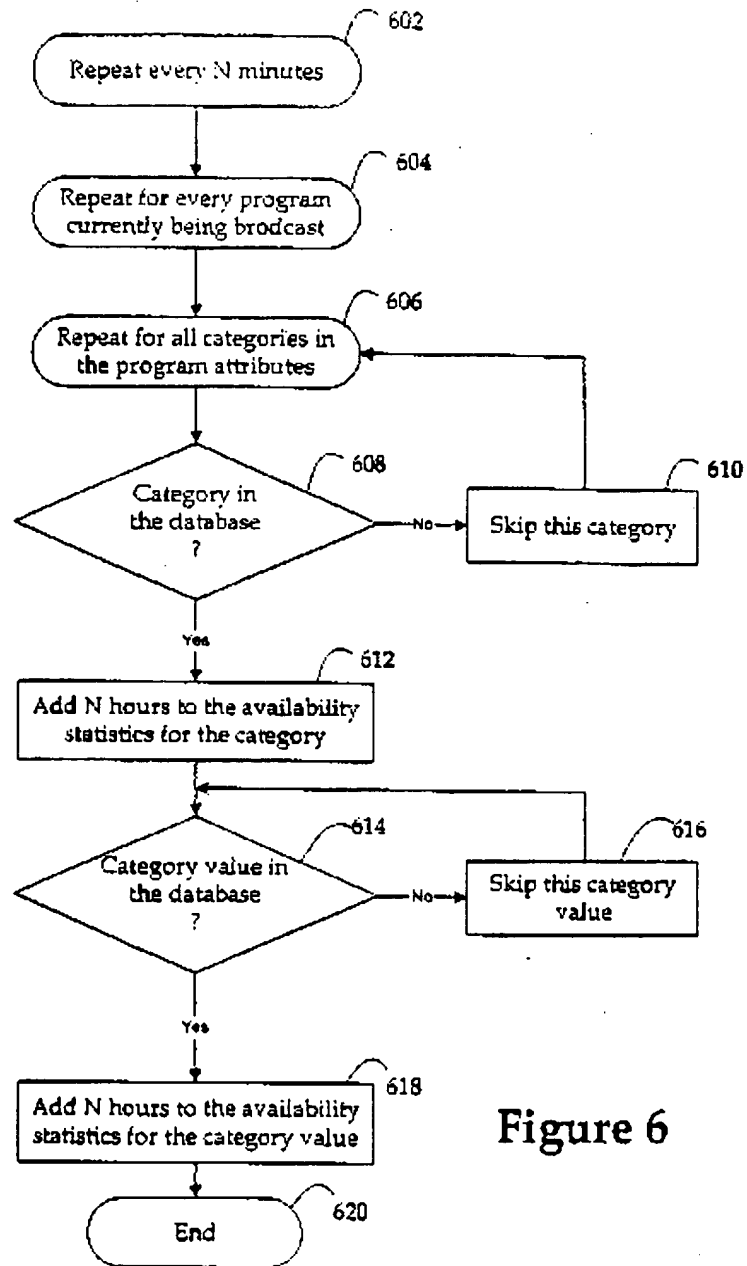 602
Repeat every N minutes
604
Repeat for every program
currently being brodcast
606
Repeat for all categories in
the program attributes
608
Category in
the database
?
No
610
Skip this category
Yes
612
Add N hours to the availability
statistics for the category
614
Category value in
the database
?
No
616
Skip this category
value
Yes
618
Add N hours to the availability
statistics for the category value
Figure 6
620
End